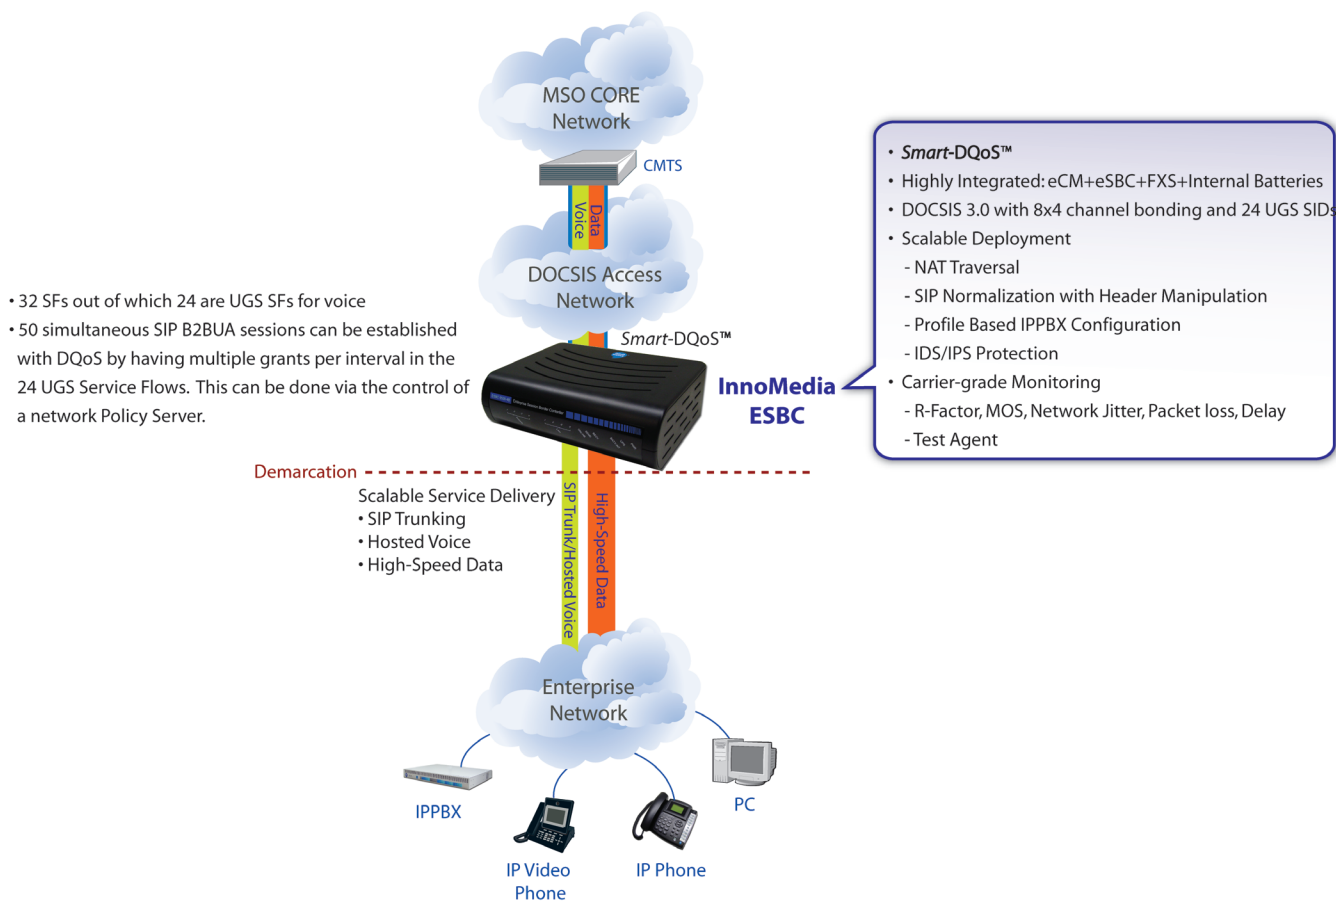 MSO CORE
Network
CMTS
Voice
Data
DOCSIS Access
Network
Smart-DQoS™
InnoMedia
ESBC
• Smart-DQoS™
• Highly Integrated: eCM+eSBC+FXS+Internal Batteries
• DOCSIS 3.0 with 8x4 channel bonding and 24 UGS SIDs
• Scalable Deployment
- NAT Traversal
- SIP Normalization with Header Manipulation
- Profile Based IPPBX Configuration
- IDS/IPS Protection
• Carrier-grade Monitoring
- R-Factor, MOS, Network Jitter, Packet loss, Delay
- Test Agent
• 32 SFs out of which 24 are UGS SFs for voice
• 50 simultaneous SIP B2BUA sessions can be established
with DQoS by having multiple grants per interval in the
24 UGS Service Flows. This can be done via the control of
a network Policy Server.
Demarcation
Scalable Service Delivery
• SIP Trunking
• Hosted Voice
• High-Speed Data
SIP Trunk/Hosted Voice
High-Speed Data
Enterprise
Network
IPPBX
IP Video
Phone
IP Phone
PC